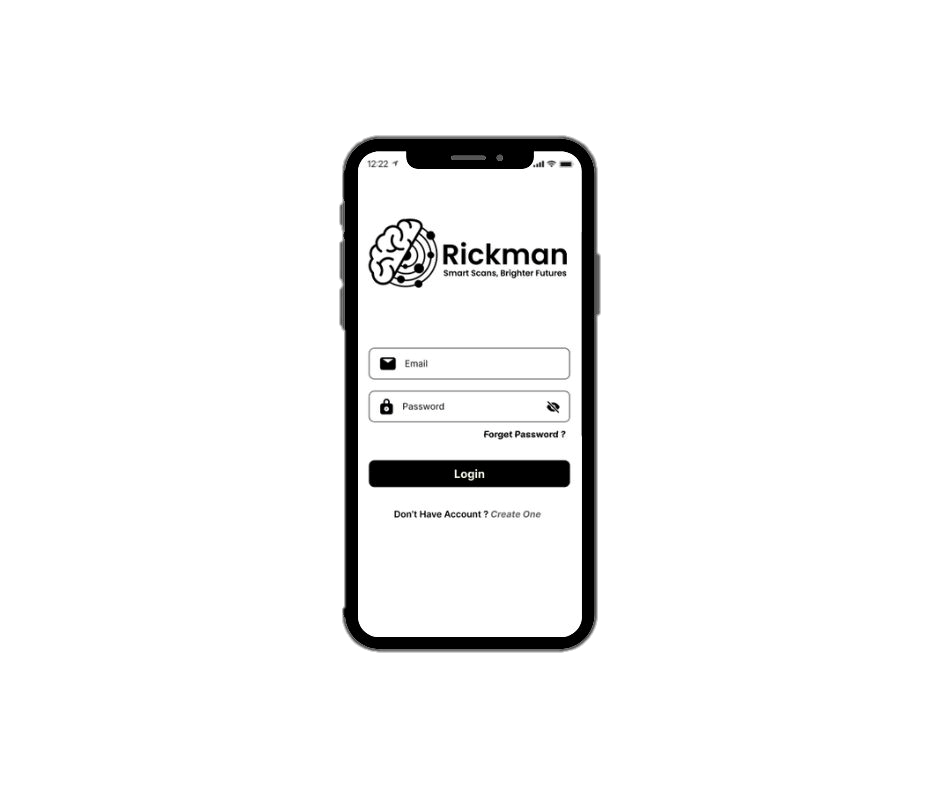 12:22
Rickman
Smart Scans, Brighter Futures
Email
Password
Forget Password ?
Login
Don't Have Account ? Create One